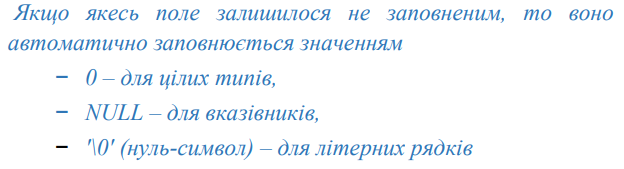 Якщо якесь поле залишилося не заповненим, то воно
автоматично заповнюється значенням
− 0 – для цілих типів,
− NULL – для вказівників,
− '\0' (нуль-символ) – для літерних рядків